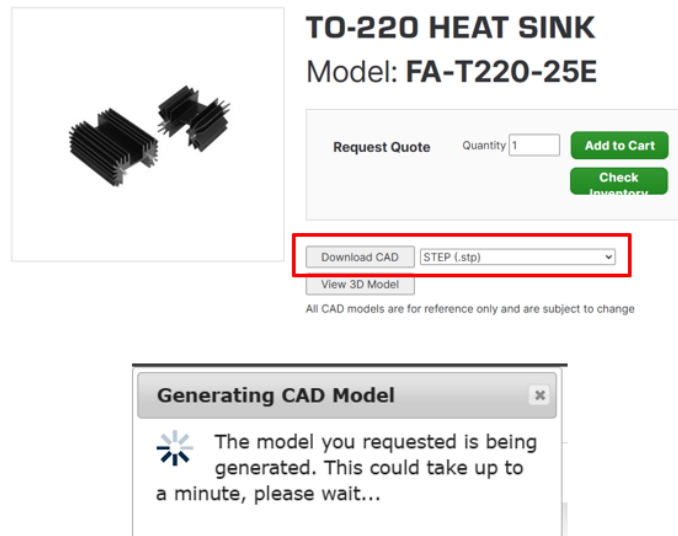 TO-220 HEAT SINK
Model: FA-T220-25E
Request Quote
Quantity 1
Add to Cart
Check
Inventory
Download CAD
STEP (.stp)
View 3D Model
All CAD models are for reference only and are subject to change
Generating CAD Model
The model you requested is being
generated. This could take up to
a minute, please wait...